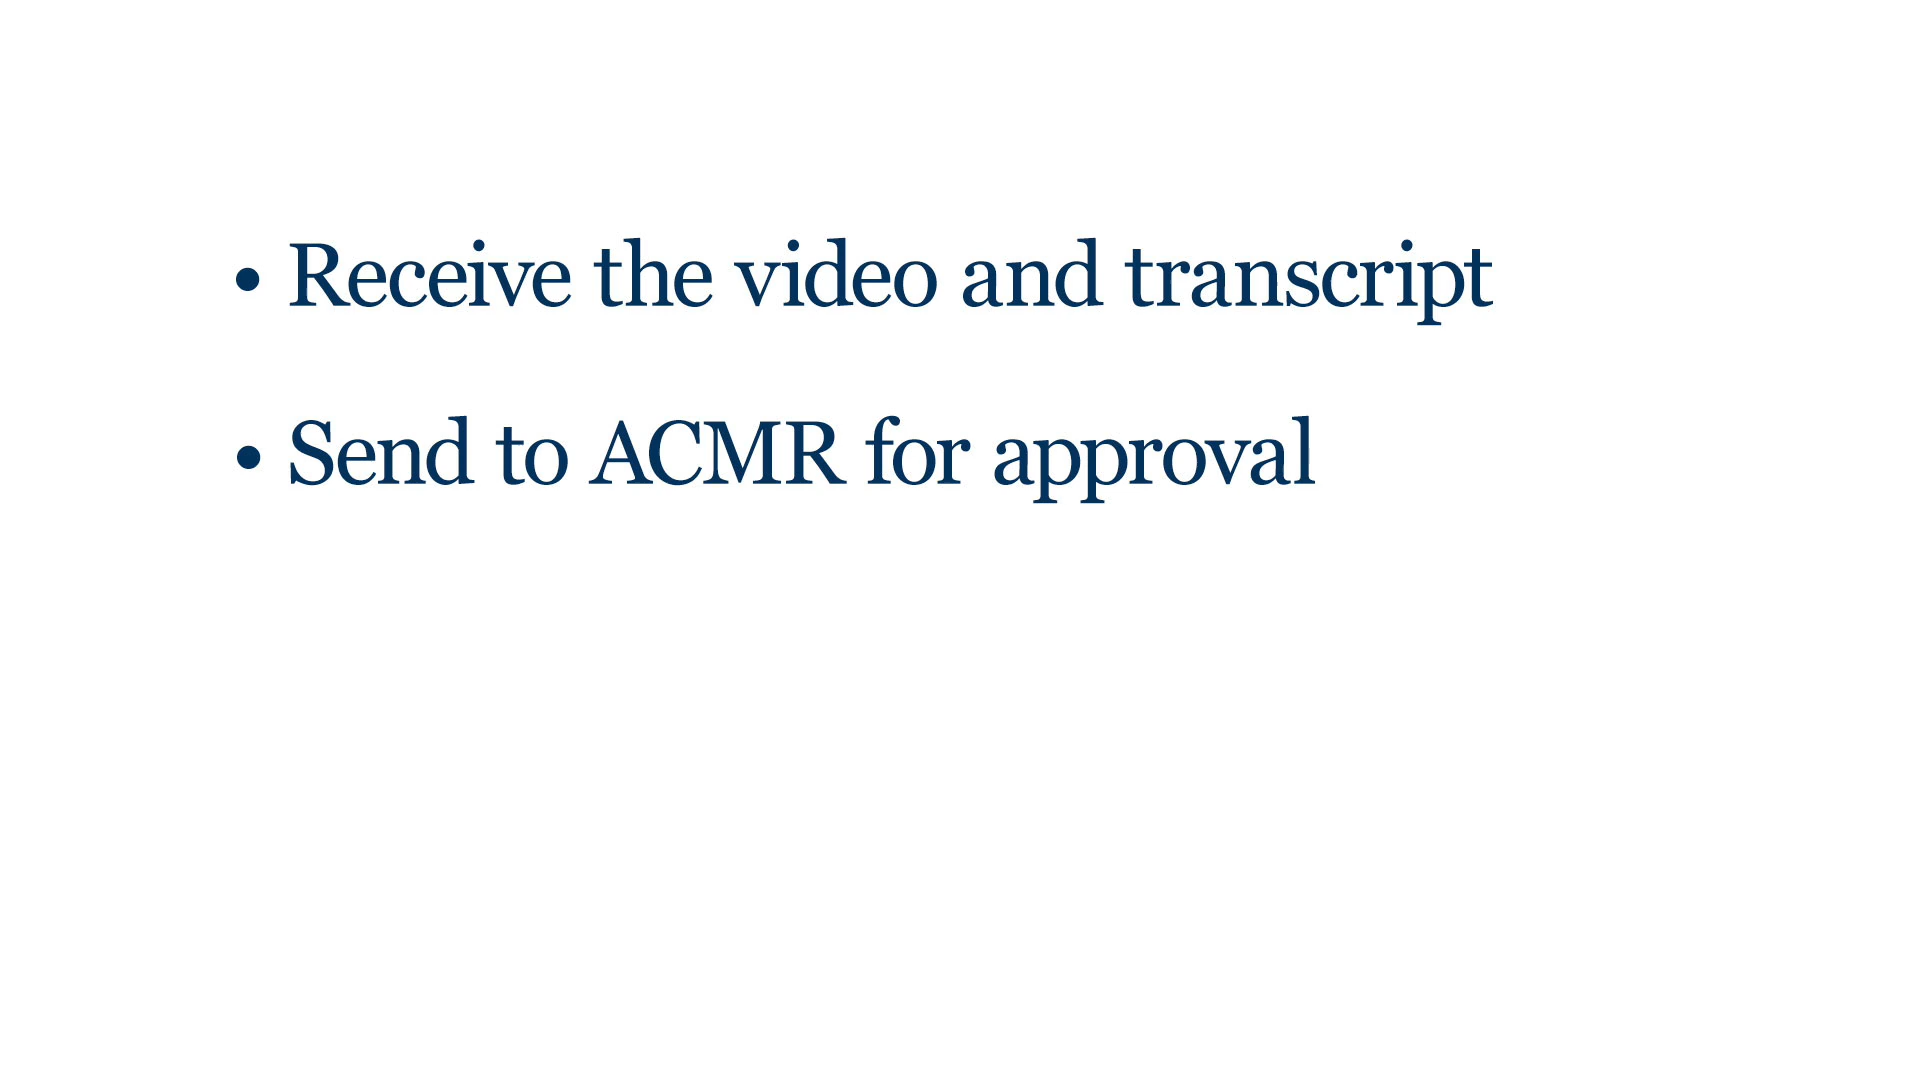 • Receive the video and transcript
• Send to ACMR for approval